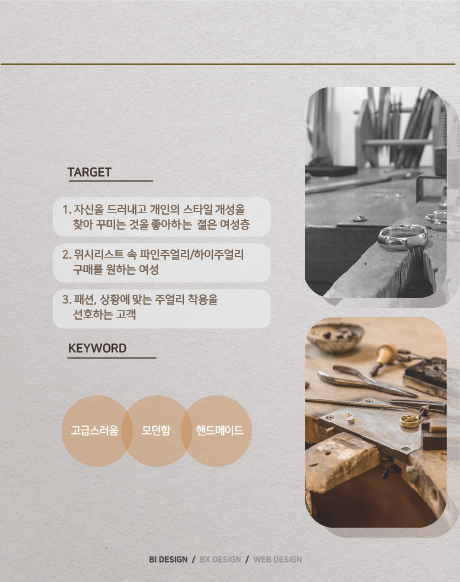 TARGET
1. 자신을 드러내고 개인의 스타일 개성을
찾아 꾸미는 것을 좋아하는 젊은 여성층
2. 위시리스트 속 파인주얼리/하이주얼리
구매를 원하는 여성
3. 패션, 상황에 맞는 주얼리 착용을
선호하는 고객
KEYWORD
고급스러움 모던함 핸드메이드
BI DESIGN / BX DESIGN / WEB DESIGN